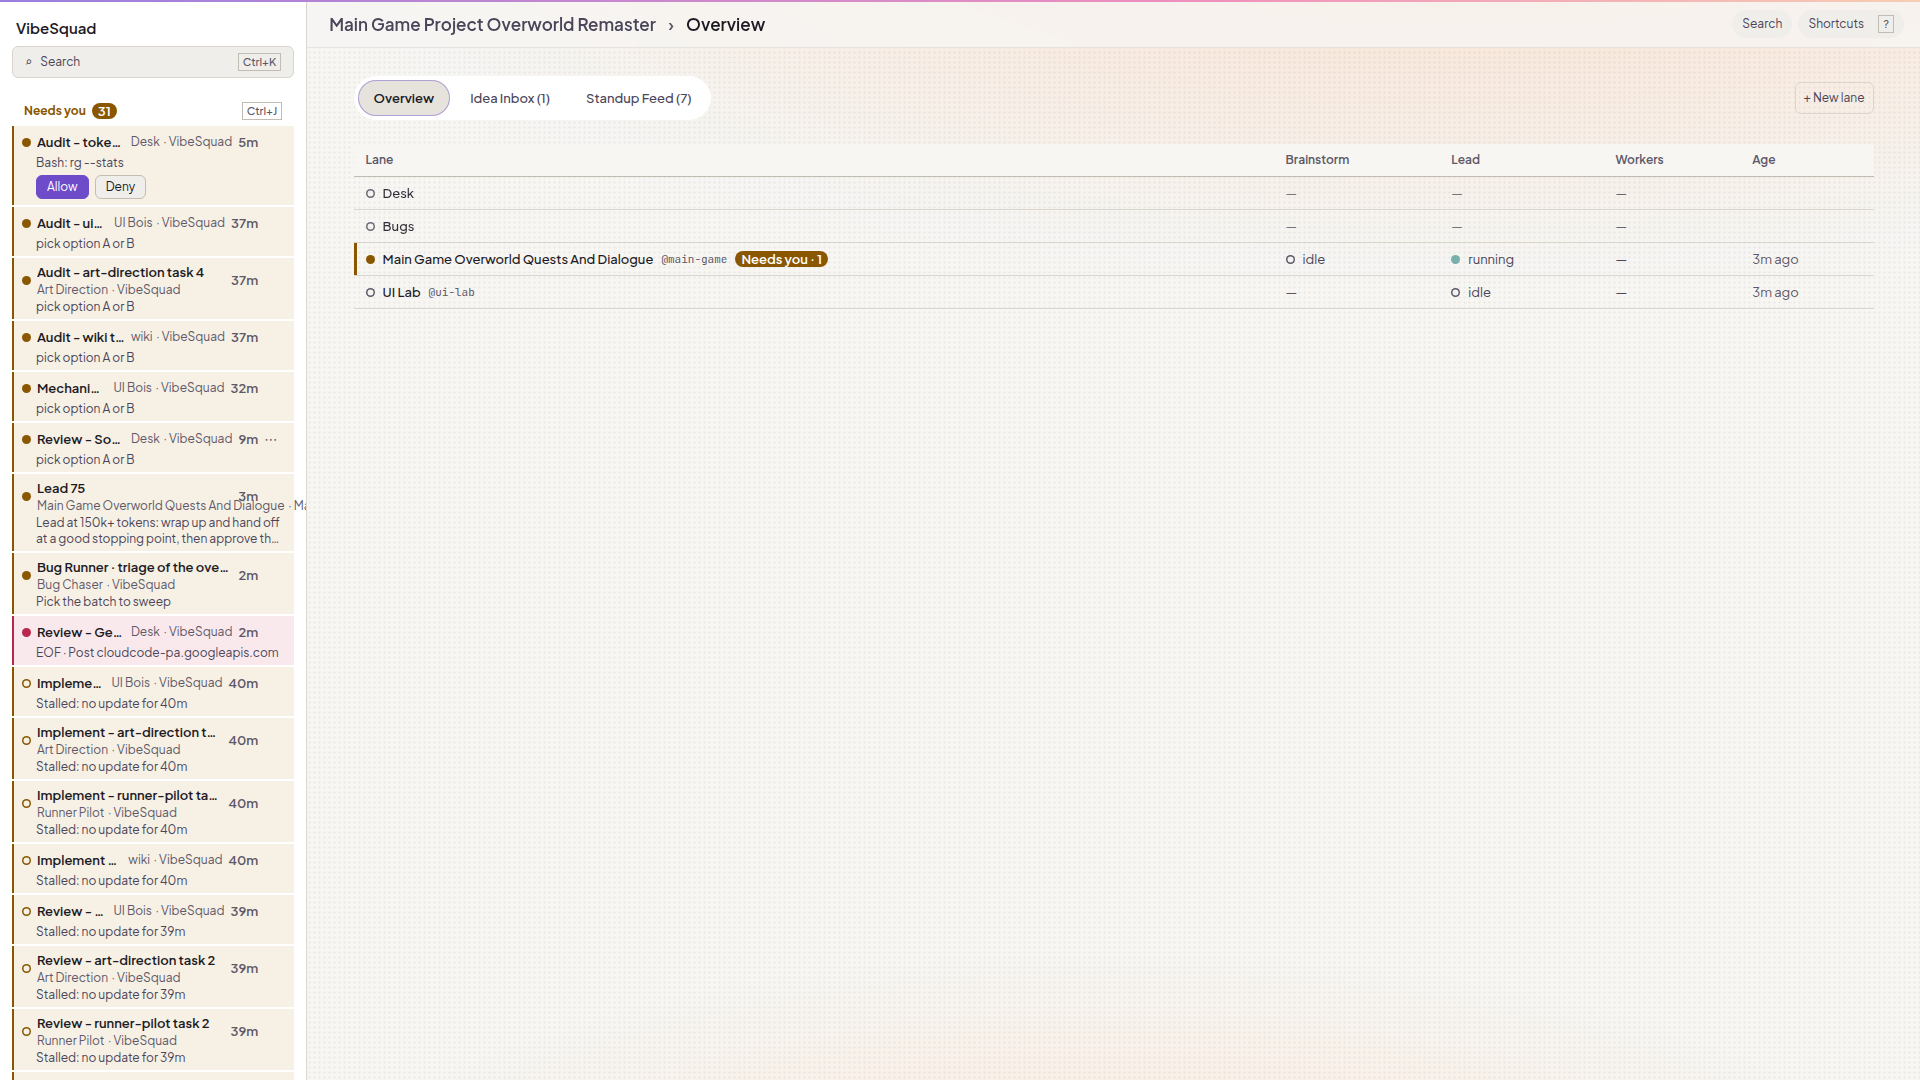 VibeSquad
Search Ctrl+K
Needs you 31 Ctrl+J
Audit – toke... Desk · VibeSquad 5m
Bash: rg --stats
Allow Deny
Audit – ui... UI Bois · VibeSquad 37m
pick option A or B
Audit – art-direction task 4
Art Direction · VibeSquad 37m
pick option A or B
Audit – wiki t... wiki · VibeSquad 37m
pick option A or B
Mechani... UI Bois · VibeSquad 32m
pick option A or B
Review – So... Desk · VibeSquad 9m ···
pick option A or B
Lead 75
3m
Main Game Overworld Quests And Dialogue · Ma
Lead at 150k+ tokens: wrap up and hand off
at a good stopping point, then approve th...
Bug Runner · triage of the ove... 2m
Bug Chaser · VibeSquad
Pick the batch to sweep
Review – Ge... Desk · VibeSquad 2m
EOF · Post cloudcode-pa.googleapis.com
Impleme... UI Bois · VibeSquad 40m
Stalled: no update for 40m
Implement – art-direction t... 40m
Art Direction · VibeSquad
Stalled: no update for 40m
Implement – runner-pilot ta... 40m
Runner Pilot · VibeSquad
Stalled: no update for 40m
Implement ... wiki · VibeSquad 40m
Stalled: no update for 40m
Review – ... UI Bois · VibeSquad 39m
Stalled: no update for 39m
Review – art-direction task 2 39m
Art Direction · VibeSquad
Stalled: no update for 39m
Review – runner-pilot task 2 39m
Runner Pilot · VibeSquad
Stalled: no update for 39m
Main Game Project Overworld Remaster › Overview
Search Shortcuts ?
Overview Idea Inbox (1) Standup Feed (7)
+ New lane
Lane Brainstorm Lead Workers Age
Desk — — —
Bugs — — —
Main Game Overworld Quests And Dialogue @main-game Needs you · 1 idle running — 3m ago
UI Lab @ui-lab — idle — 3m ago